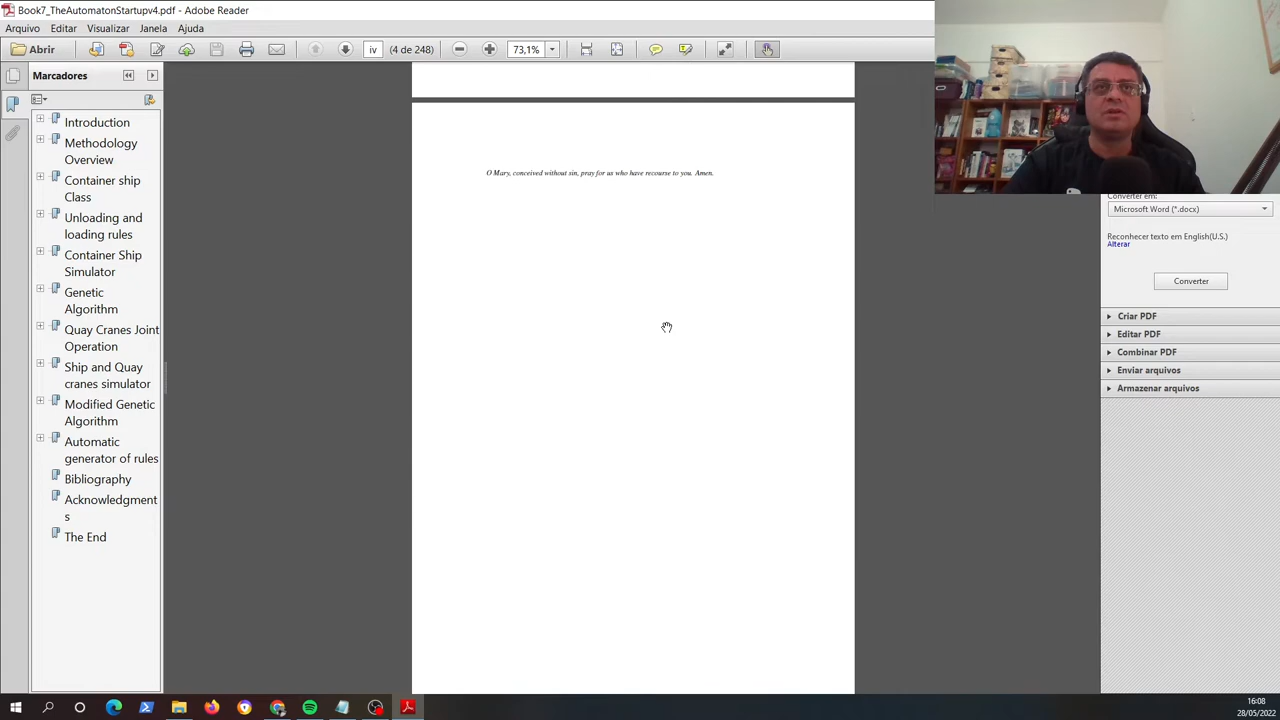 Book7_TheAutomatonStartupv4.pdf - Adobe Reader
Arquivo Editar Visualizar Janela Ajuda
Abrir iv (4 de 248) 73,1%
Marcadores
Introduction
Methodology
Overview
Container ship
Class
Unloading and
loading rules
Container Ship
Simulator
Genetic
Algorithm
Quay Cranes Joint
Operation
Ship and Quay
cranes simulator
Modified Genetic
Algorithm
Automatic
generator of rules
Bibliography
Acknowledgment
s
The End
O Mary, conceived without sin, pray for us who have recourse to you. Amen.
Converter em:
Microsoft Word (*.docx)
Reconhecer texto em English(U.S.)
Alterar
Converter
Criar PDF
Editar PDF
Combinar PDF
Enviar arquivos
Armazenar arquivos
16:08
28/05/2022